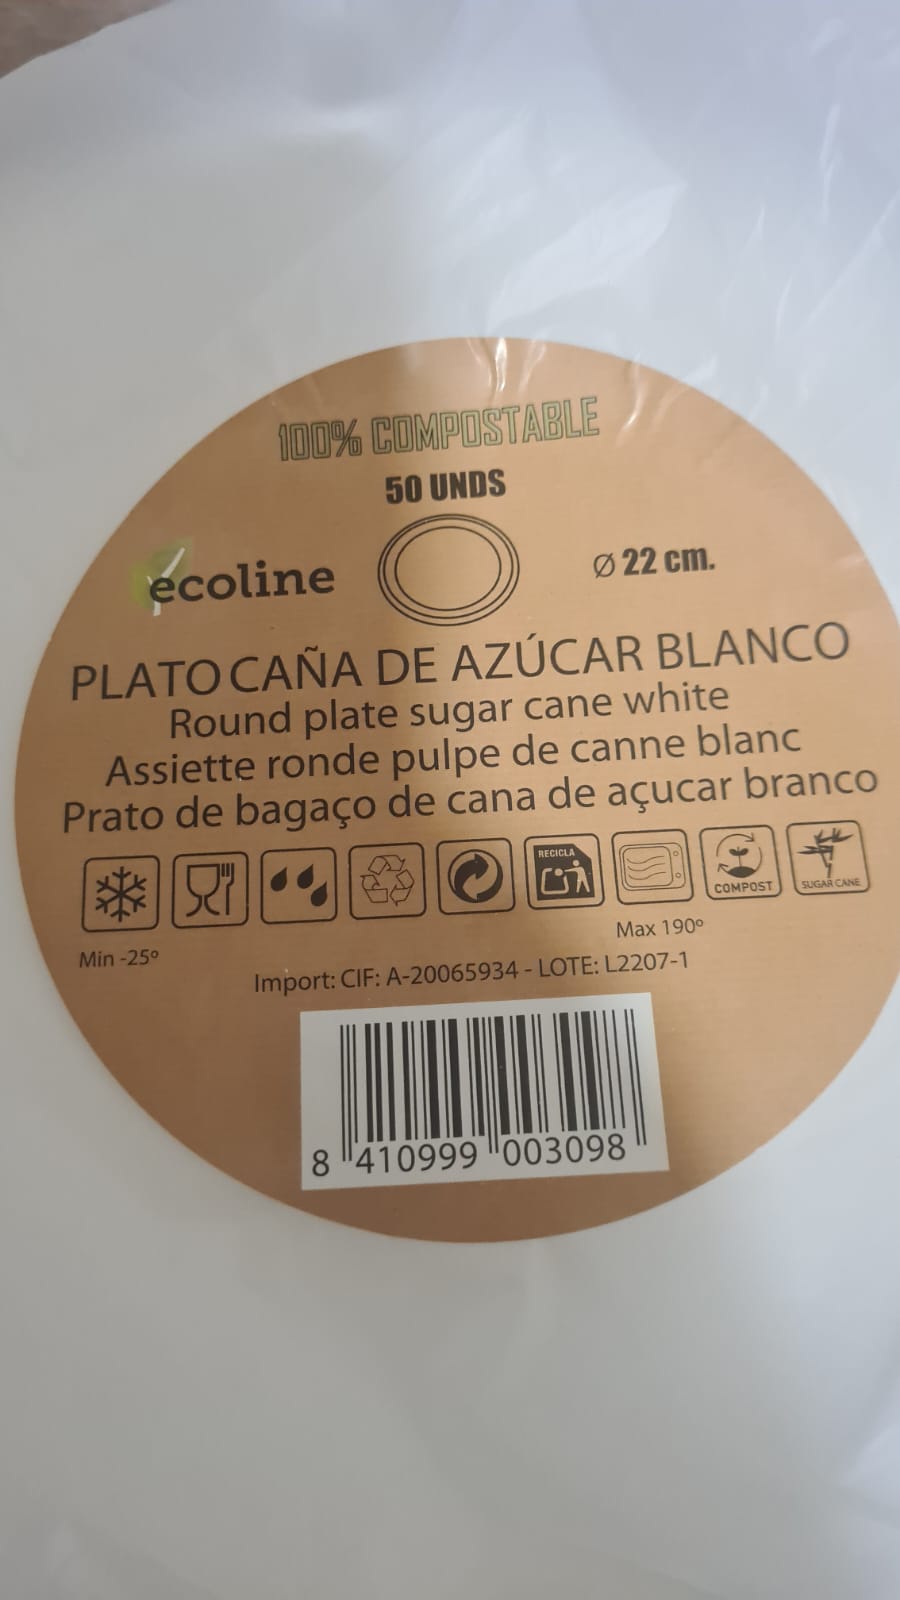 100% COMPOSTABLE
50 UNDS
ecoline
Ø 22 cm.
PLATO CAÑA DE AZÚCAR BLANCO
Round plate sugar cane white
Assiette ronde pulpe de canne blanc
Prato de bagaço de cana de açucar branco
RECICLA
COMPOST
SUGAR CANE
Min -25º
Max 190º
Import: CIF: A-20065934 - LOTE: L2207-1
8 410999 003098